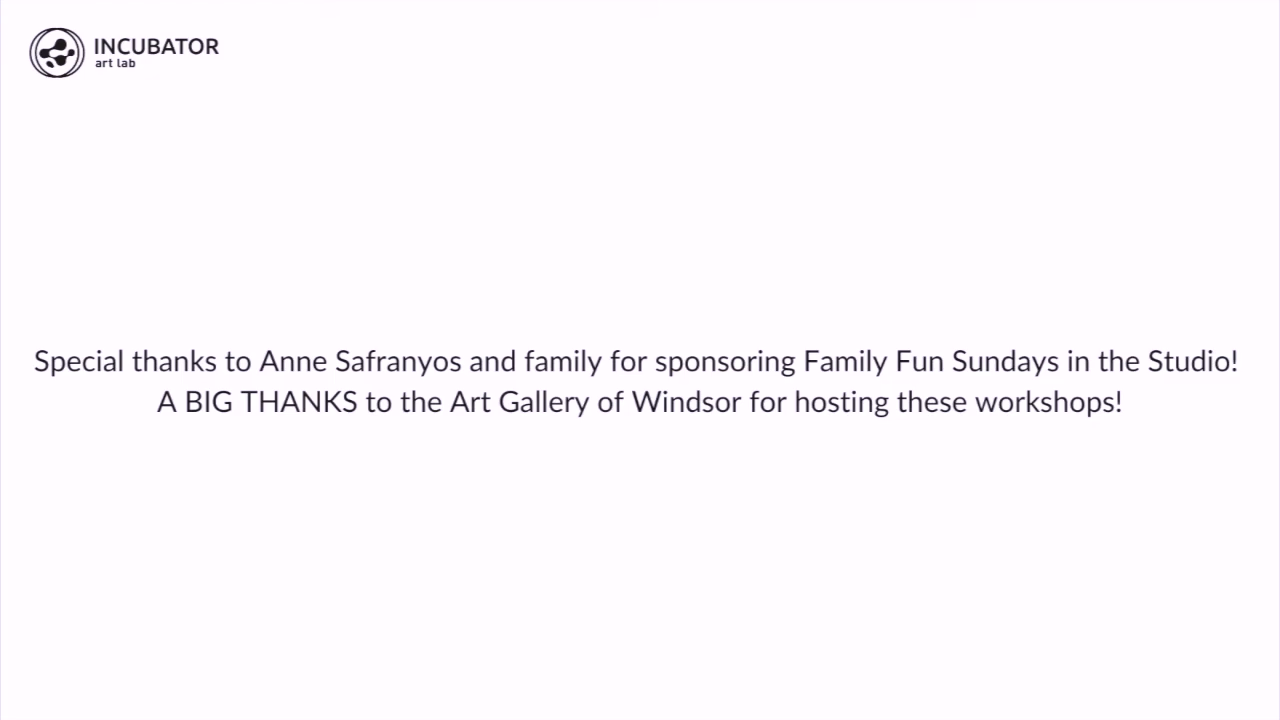 INCUBATOR
art lab
Special thanks to Anne Safranyos and family for sponsoring Family Fun Sundays in the Studio!
A BIG THANKS to the Art Gallery of Windsor for hosting these workshops!